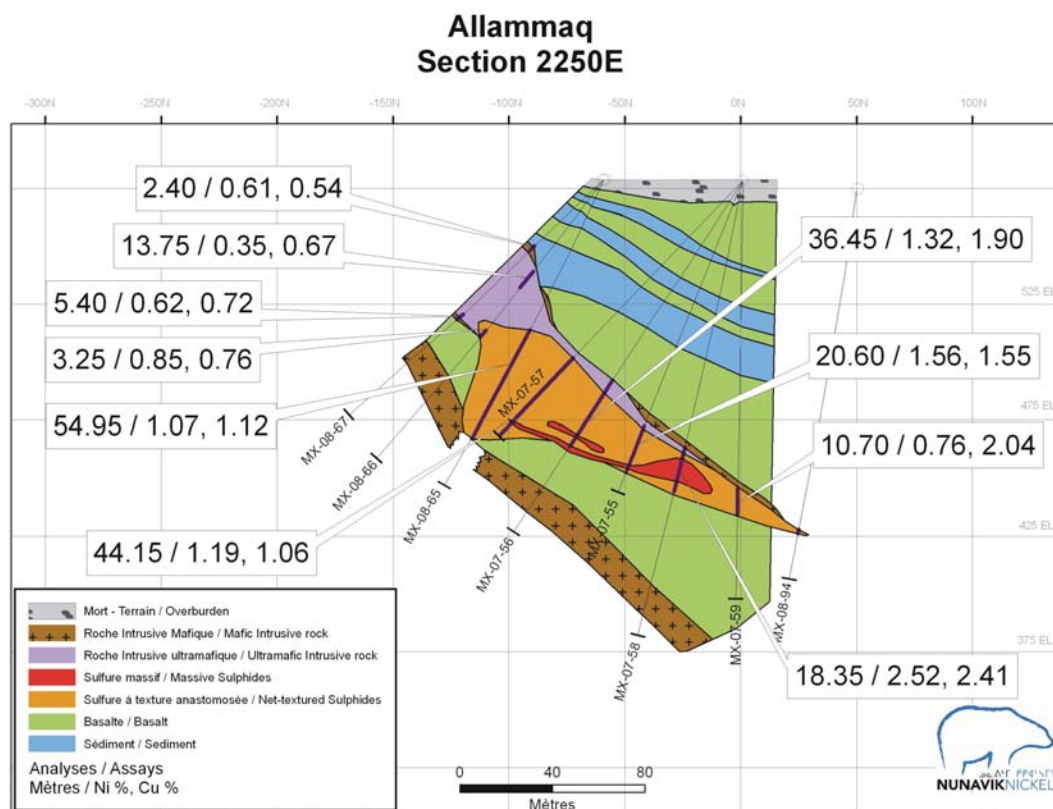 Allammaq
Section 2250E
-300N
-250N
-200N
-150N
-100N
-50N
0N
50N
100N
2.40 / 0.61, 0.54
13.75 / 0.35, 0.67
5.40 / 0.62, 0.72
3.25 / 0.85, 0.76
54.95 / 1.07, 1.12
44.15 / 1.19, 1.06
36.45 / 1.32, 1.90
20.60 / 1.56, 1.55
10.70 / 0.76, 2.04
18.35 / 2.52, 2.41
525 EL
475 EL
425 EL
375 EL
MX-08-67
MX-08-66
MX-08-65
MX-07-57
MX-07-56
MX-07-55
MX-07-58
MX-07-59
MX-08-94
Mort - Terrain / Overburden
Roche Intrusive Mafique / Mafic Intrusive rock
Roche Intrusive ultramafique / Ultramafic Intrusive rock
Sulfure massif / Massive Sulphides
Sulfure à texture anastomosée / Net-textured Sulphides
Basalte / Basalt
Sédiment / Sediment
Analyses / Assays
Mètres / Ni %, Cu %
0 40 80
Mètres
NUNAVIKNICKEL